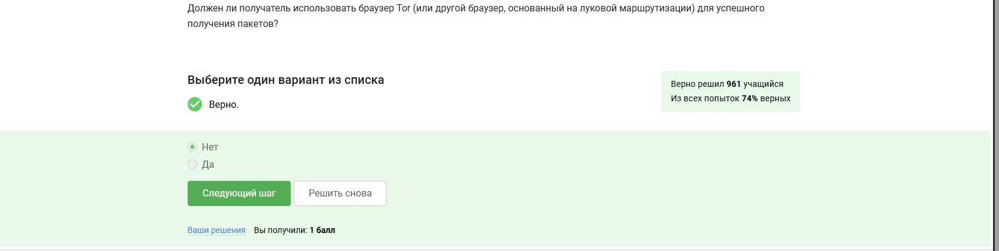 Должен ли получатель использовать браузер Tor (или другой браузер, основанный на луковой маршрутизации) для успешного
получения пакетов?
Выберите один вариант из списка
Верно.
Верно решил 961 учащийся
Из всех попыток 74% верных
Нет
Да
Следующий шаг
Решить снова
Ваши решения Вы получили: 1 балл